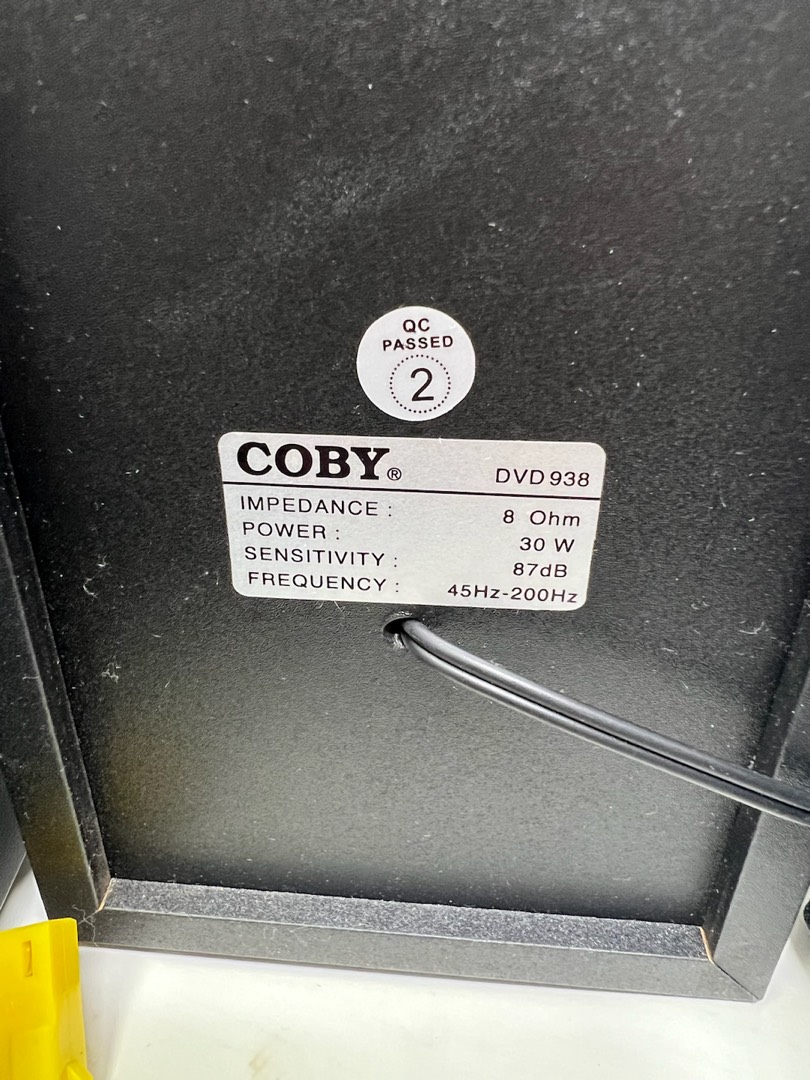 QC
PASSED
2
COBY® DVD938
IMPEDANCE : 8 Ohm
POWER : 30 W
SENSITIVITY : 87dB
FREQUENCY : 45Hz-200Hz